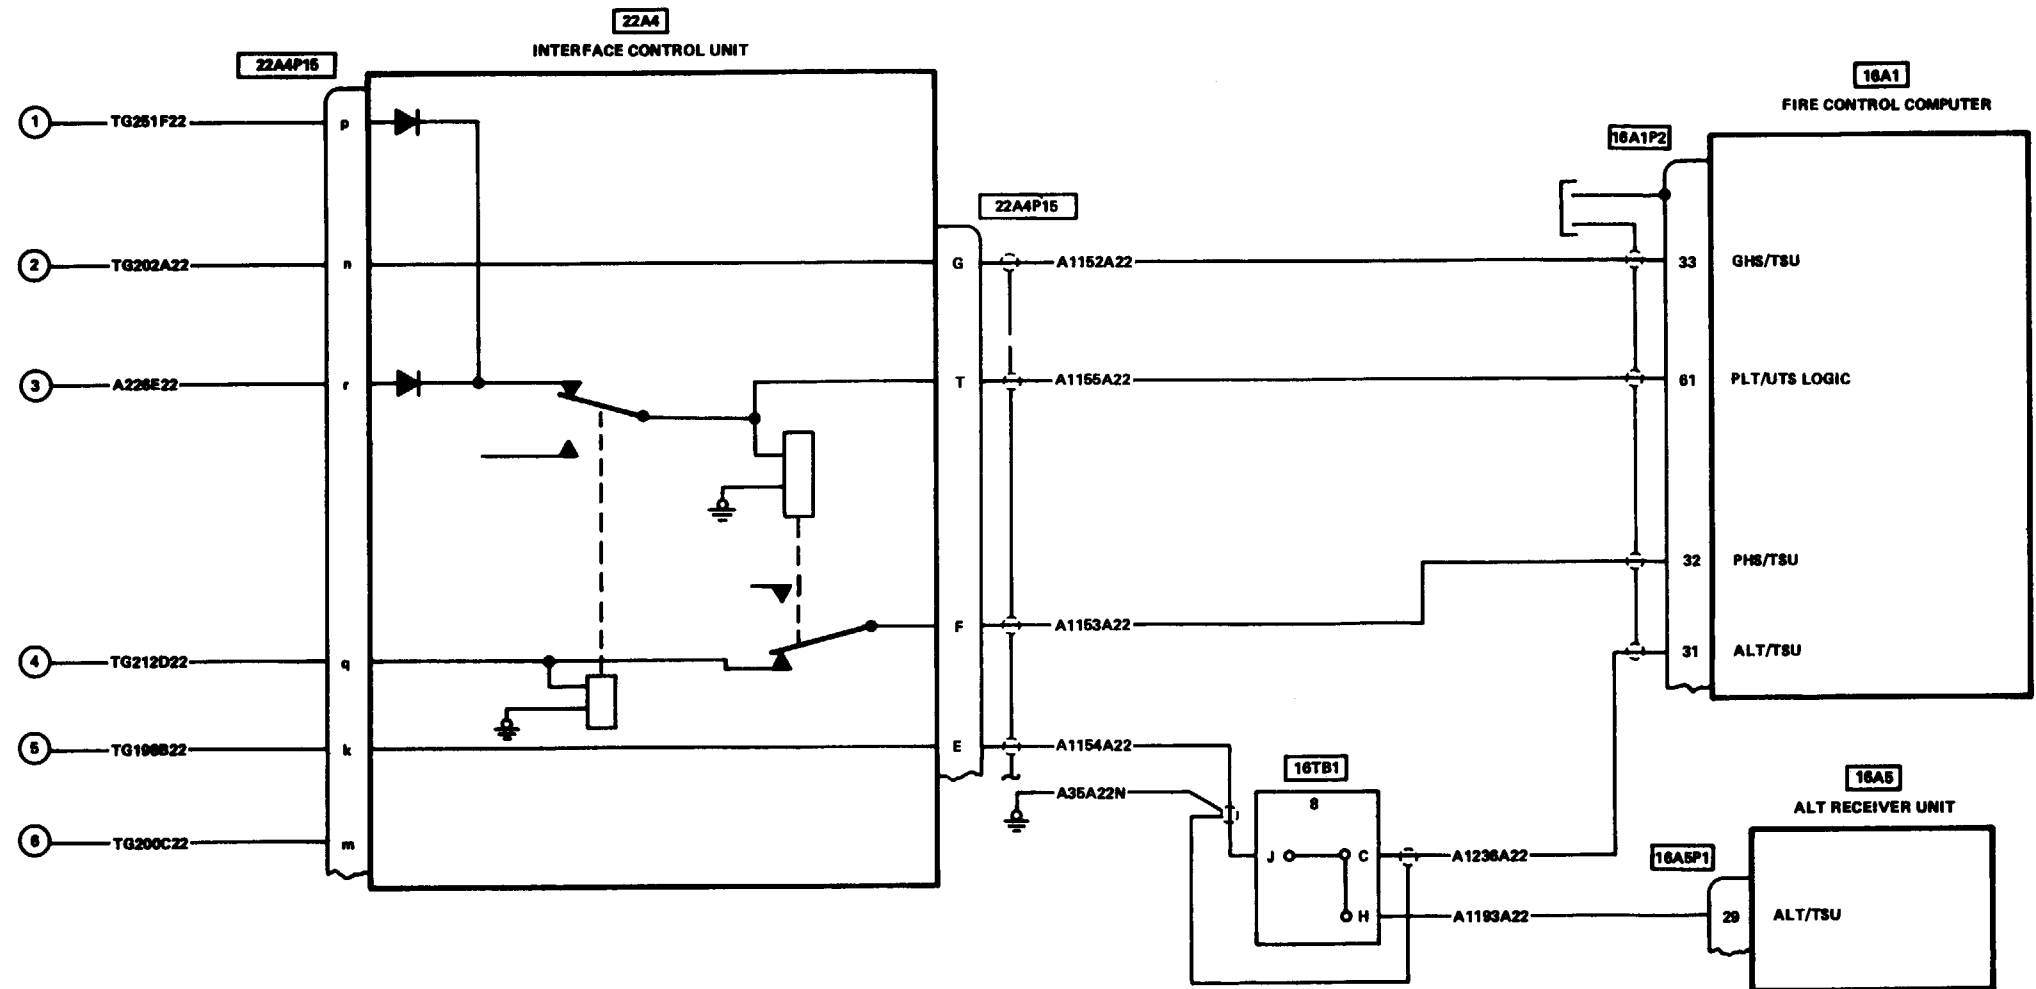 22A4
INTERFACE CONTROL UNIT
22A4P15
1
TG251F22
p
2
TG202A22
n
3
A226E22
r
4
TG212D22
q
5
TG198B22
k
6
TG200C22
m
22A4P15
G
A1152A22
T
A1155A22
F
A1153A22
E
A1154A22
A35A22N
16TB1
8
J
C
H
A1236A22
A1193A22
16A1
FIRE CONTROL COMPUTER
16A1P2
33
GHS/TSU
61
PLT/UTS LOGIC
32
PHS/TSU
31
ALT/TSU
16A5
ALT RECEIVER UNIT
16A5P1
29
ALT/TSU